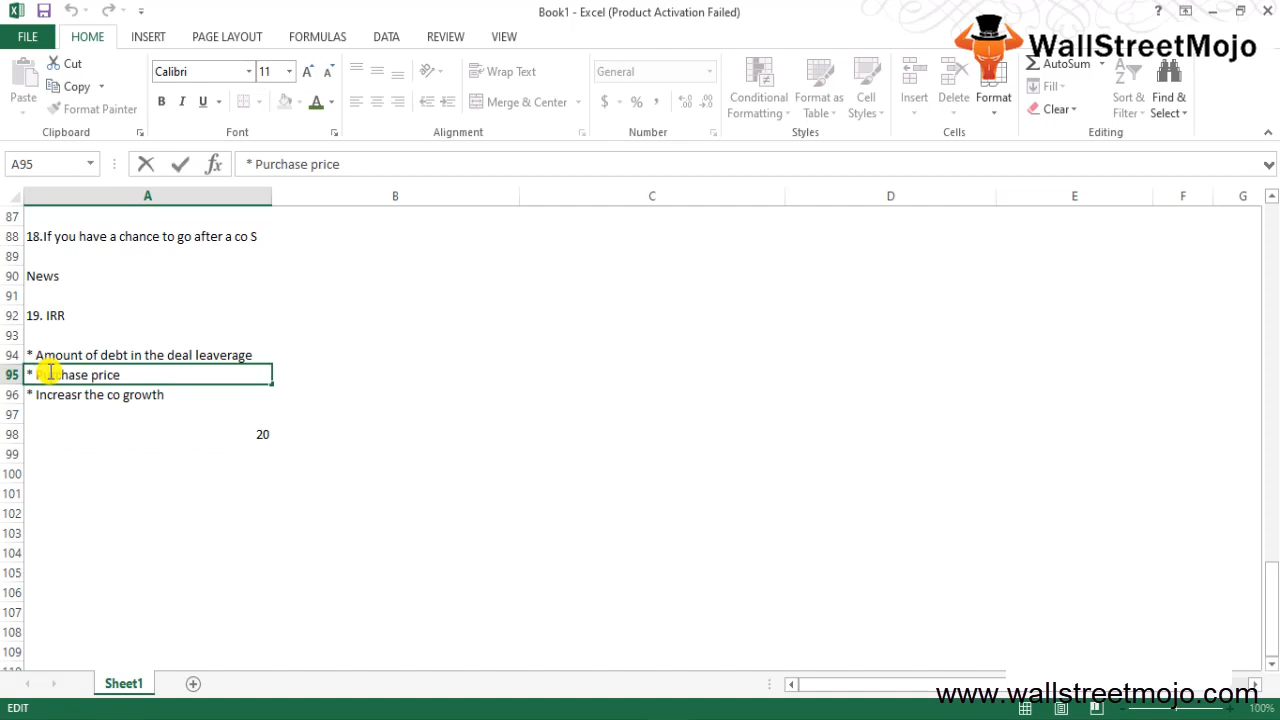 Book1 - Excel (Product Activation Failed)
?
WallStreetMojo
FILE HOME INSERT PAGE LAYOUT FORMULAS DATA REVIEW VIEW
Paste
Cut
Copy
Format Painter
Clipboard
Calibri 11
A A
B I U A
Font
Wrap Text
Merge & Center
Alignment
General
$ % ,
Number
Conditional Formatting
Format as Table
Cell Styles
Styles
Insert
Delete
Format
Cells
AutoSum
Fill
Clear
Sort & Filter
Find & Select
Editing
A95 fx * Purchase price
A B C D E F G
87
88 18.If you have a chance to go after a co S
89
90 News
91
92 19. IRR
93
94 * Amount of debt in the deal leaverage
95 * Purchase price
96 * Increasr the co growth
97
98 20
99
100
101
102
103
104
105
106
107
108
109
Sheet1
www.wallstreetmojo.com
EDIT 100%